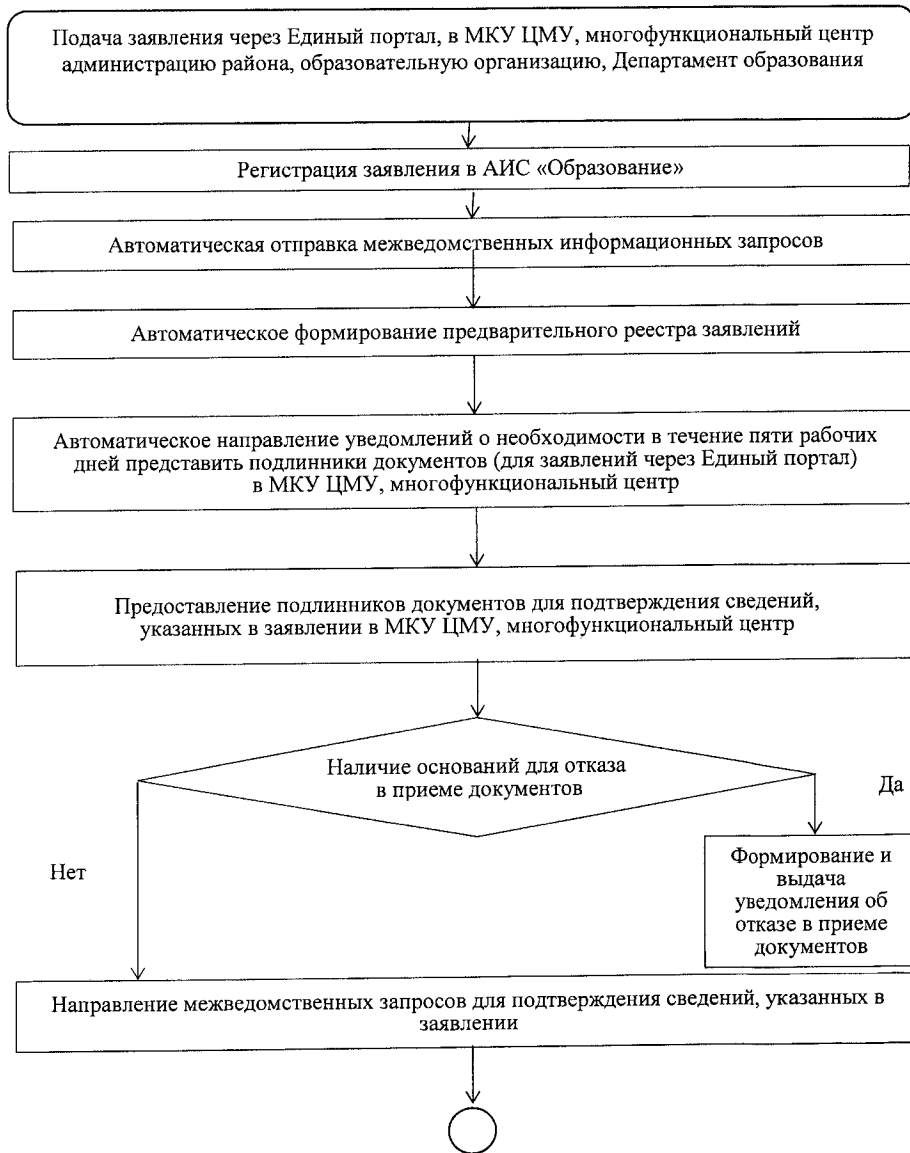 Подача заявления через Единый портал, в МКУ ЦМУ, многофункциональный центр
администрацию района, образовательную организацию, Департамент образования
Регистрация заявления в АИС «Образование»
Автоматическая отправка межведомственных информационных запросов
Автоматическое формирование предварительного реестра заявлений
Автоматическое направление уведомлений о необходимости в течение пяти рабочих
дней представить подлинники документов (для заявлений через Единый портал)
в МКУ ЦМУ, многофункциональный центр
Предоставление подлинников документов для подтверждения сведений,
указанных в заявлении в МКУ ЦМУ, многофункциональный центр
Наличие оснований для отказа
в приеме документов
Да
Нет
Формирование и
выдача
уведомления об
отказе в приеме
документов
Направление межведомственных запросов для подтверждения сведений, указанных в
заявлении